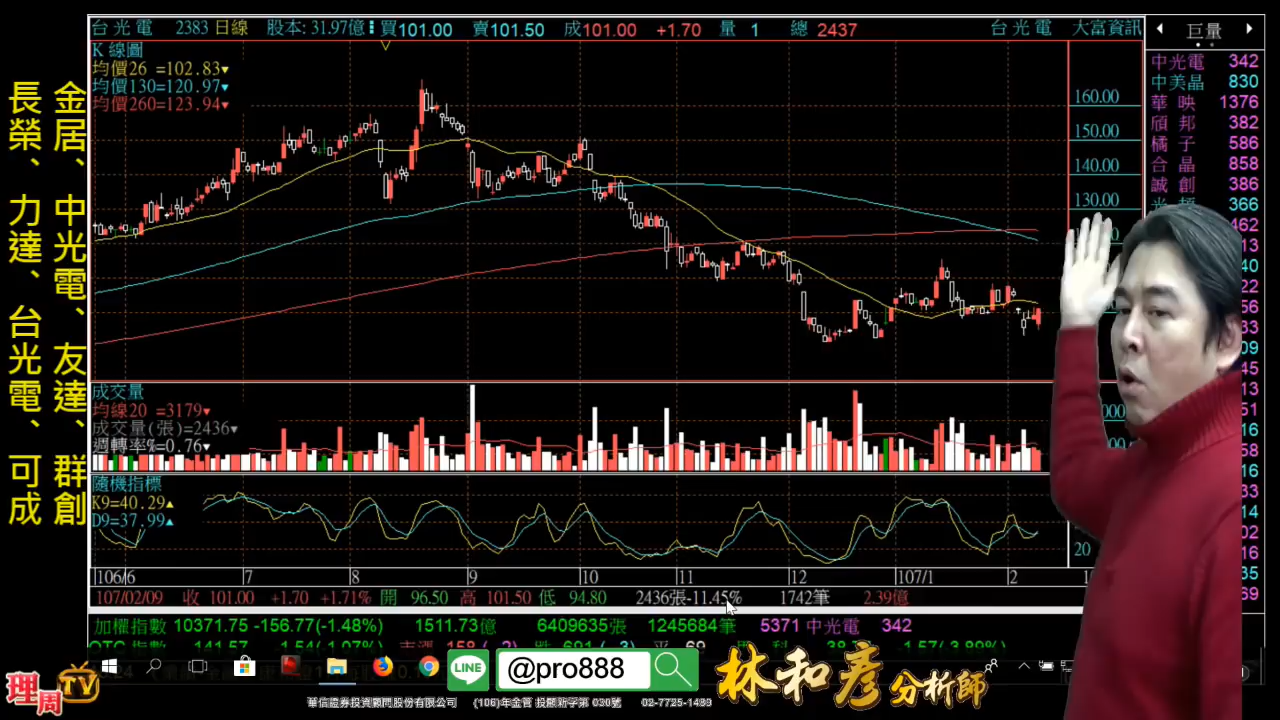 金居、中光電、友達、群創
長榮、力達、台光電、可成
台光電 2383 日線 股本: 31.97億 買101.00 賣101.50 成101.00 +1.70 量 1 總 2437 台光電 大富資訊
K 線圖
均價26 =102.83▼
均價130=120.97▼
均價260=123.94▼
160.00
150.00
140.00
130.00
成交量
均線20 =3179▼
成交量(張)=2436▼
週轉率%=0.76▼
隨機指標
K9=40.29▲
D9=37.99▲
20
106/6 7 8 9 10 11 12 107/1 2
107/02/09 收 101.00 +1.70 +1.71% 開 96.50 高 101.50 低 94.80 2436張-11.45% 1742筆 2.39億
加權指數 10371.75 -156.77(-1.48%) 1511.73億 6409635張 1245684筆 5371 中光電 342
巨量
中光電 342
中美晶 830
華映 1376
頎邦 382
橘子 586
合晶 858
誠創 386
366
LINE @pro888
林和彥分析師
理周TV
華信證券投資顧問股份有限公司 (106)年金管投顧新字第 030號 02-7725-1489